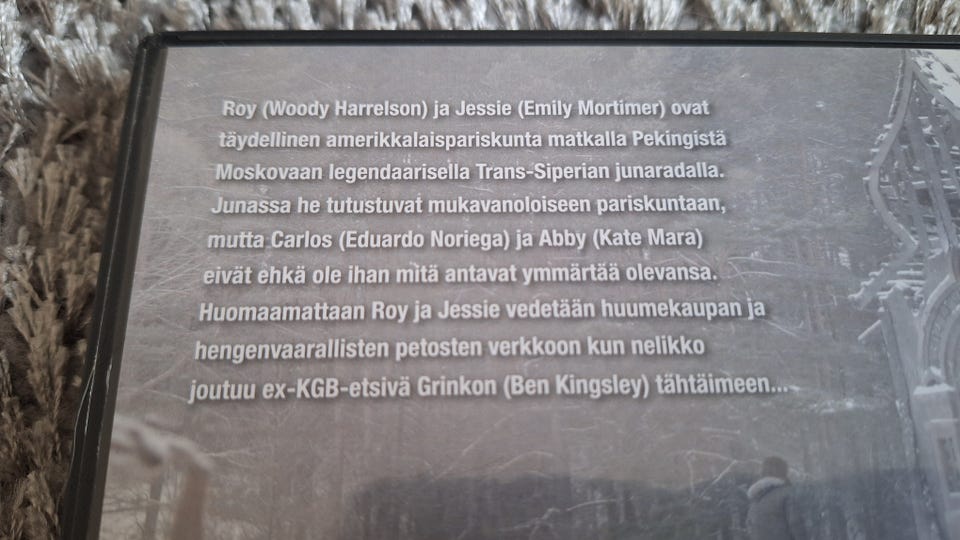 Roy (Woody Harrelson) ja Jessie (Emily Mortimer) ovat
täydellinen amerikkalaispariskunta matkalla Pekingistä
Moskovaan legendaarisella Trans-Siperian junaradalla.
Junassa he tutustuvat mukavanoloiseen pariskuntaan,
mutta Carlos (Eduardo Noriega) ja Abby (Kate Mara)
eivät ehkä ole ihan mitä antavat ymmärtää olevansa.
Huomaamattaan Roy ja Jessie vedetään huumekaupan ja
hengenvaarallisten petosten verkkoon kun nelikko
joutuu ex-KGB-etsivä Grinkon (Ben Kingsley) tähtäimeen...